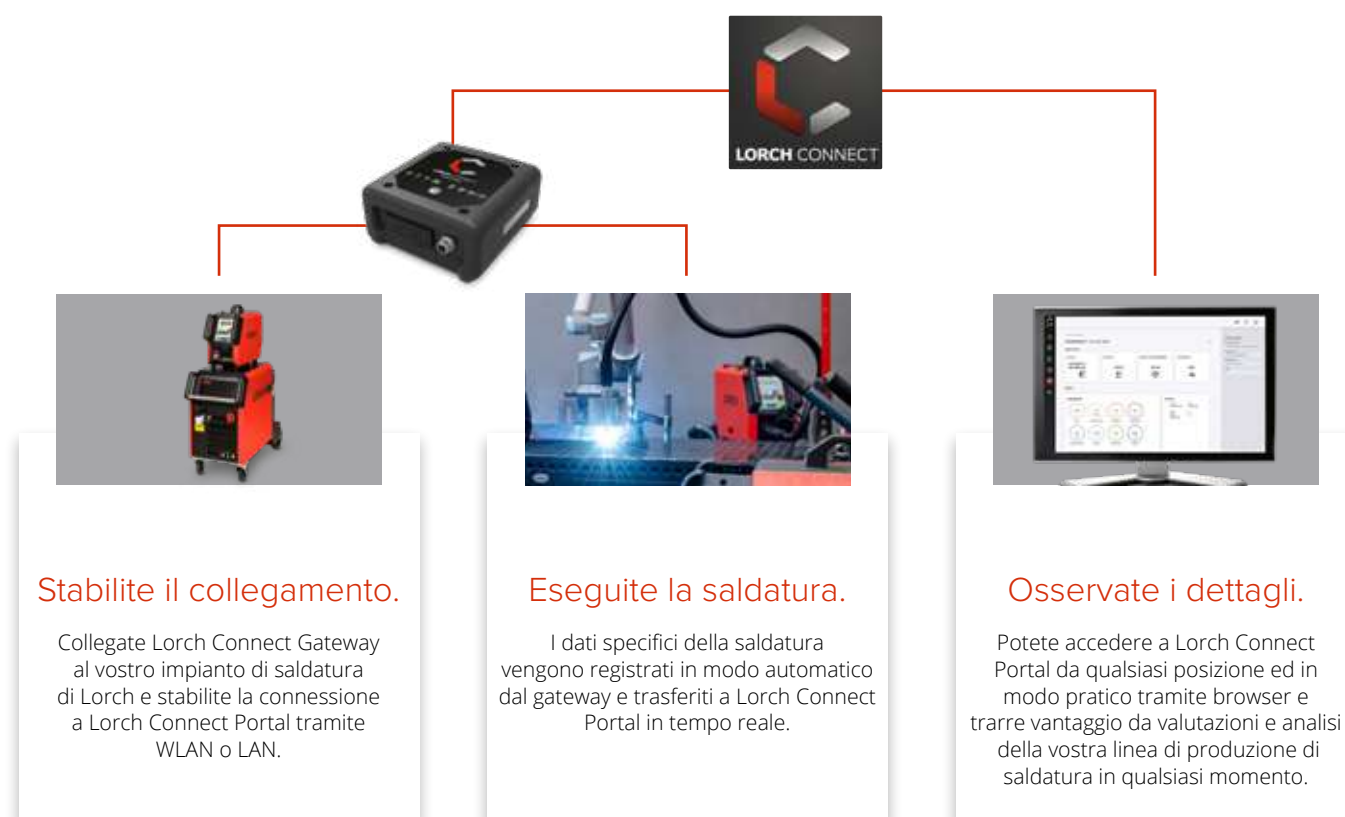 LORCH CONNECT
Stabilite il collegamento.
Collegate Lorch Connect Gateway
al vostro impianto di saldatura
di Lorch e stabilite la connessione
a Lorch Connect Portal tramite
WLAN o LAN.
Eseguite la saldatura.
I dati specifici della saldatura
vengono registrati in modo automatico
dal gateway e trasferiti a Lorch Connect
Portal in tempo reale.
Osservate i dettagli.
Potete accedere a Lorch Connect
Portal da qualsiasi posizione ed in
modo pratico tramite browser e
trarre vantaggio da valutazioni e analisi
della vostra linea di produzione di
saldatura in qualsiasi momento.